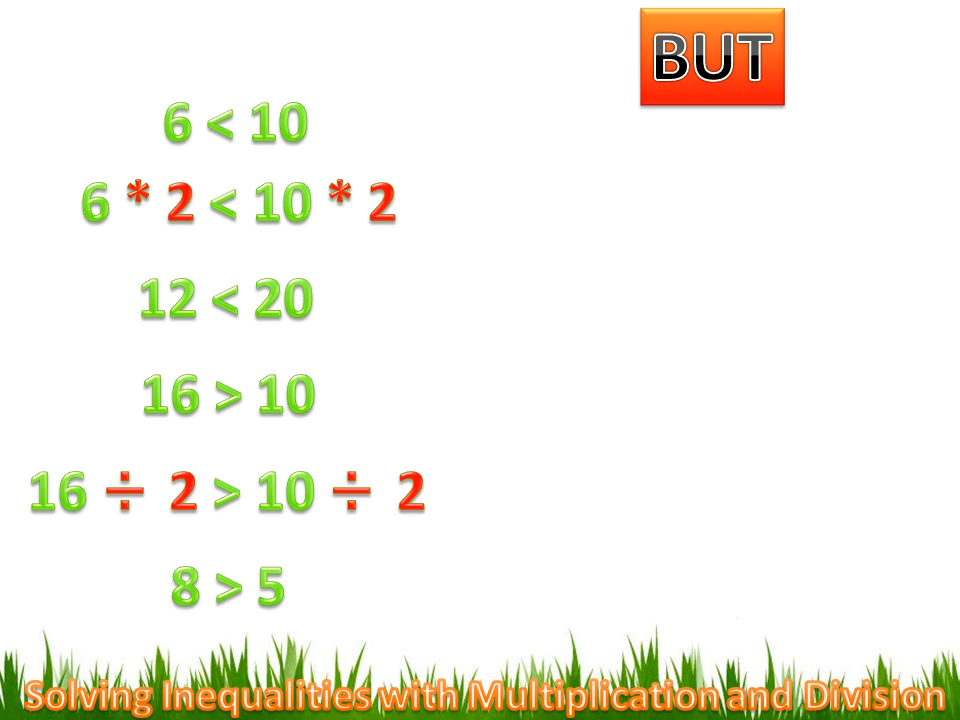 BUT
6 < 10
6 * 2 < 10 * 2
12 < 20
16 > 10
16 ÷ 2 > 10 ÷ 2
8 > 5
Solving Inequalities with Multiplication and Division